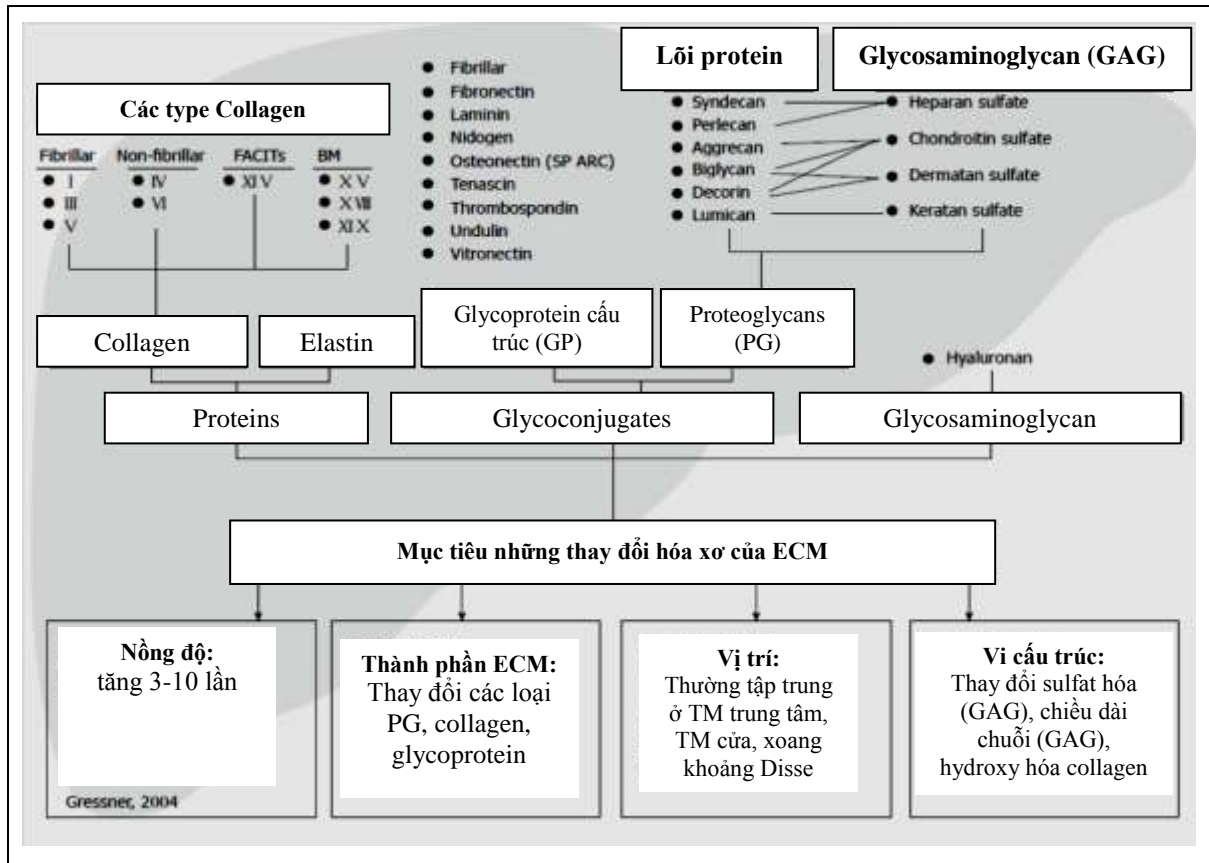 Lõi protein
Glycosaminoglycan (GAG)
Các type Collagen
Fibrillar
I
III
V
Non-fibrillar
IV
VI
FACITs
XI V
BM
X V
X VIII
XI X
Fibrillar
Fibronectin
Laminin
Nidogen
Osteonectin (SP ARC)
Tenascin
Thrombospondin
Undulin
Vitronectin
Syndecan
Perlecan
Aggrecan
Biglycan
Decorin
Lumican
Heparan sulfate
Chondroitin sulfate
Dermatan sulfate
Keratan sulfate
Collagen
Elastin
Glycoprotein cấu
trúc (GP)
Proteoglycans
(PG)
Hyaluronan
Proteins
Glycoconjugates
Glycosaminoglycan
Mục tiêu những thay đổi hóa xơ của ECM
Nồng độ:
tăng 3-10 lần
Thành phần ECM:
Thay đổi các loại
PG, collagen,
glycoprotein
Vị trí:
Thường tập trung
ở TM trung tâm,
TM cửa, xoang
khoảng Disse
Vi cấu trúc:
Thay đổi sulfat hóa
(GAG), chiều dài
chuỗi (GAG),
hydroxy hóa collagen
Gressner, 2004